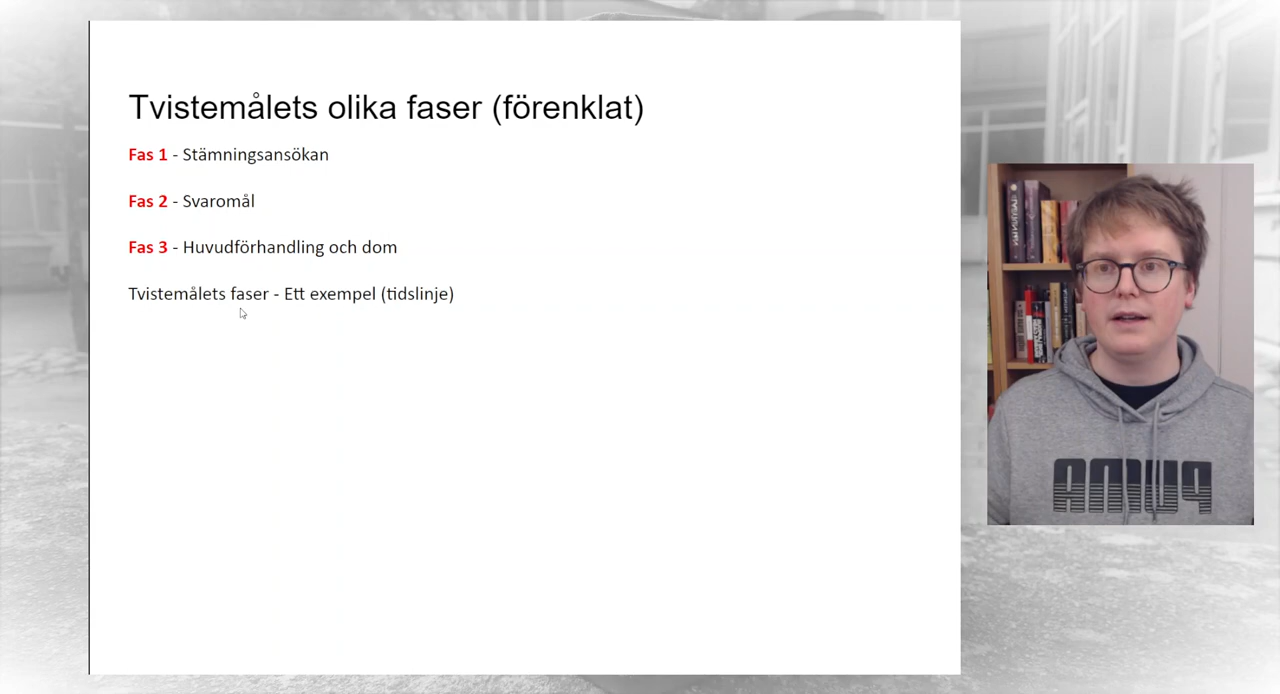 Tvistemålets olika faser (förenklat)
Fas 1 - Stämningsansökan
Fas 2 - Svaromål
Fas 3 - Huvudförhandling och dom
Tvistemålets faser - Ett exempel (tidslinje)
PUMA